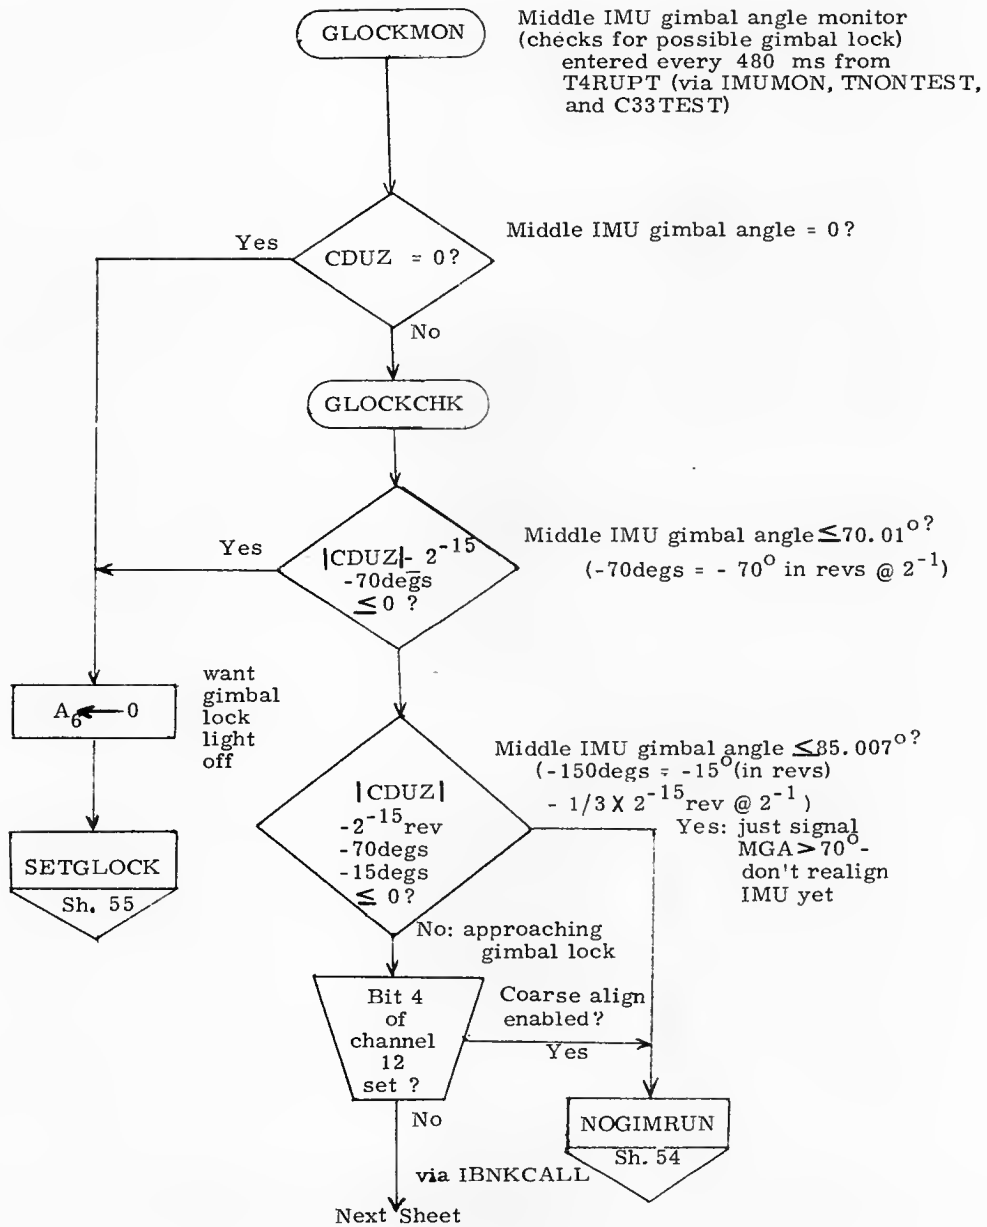 GLOCKMON
Middle IMU gimbal angle monitor
(checks for possible gimbal lock)
entered every 480 ms from
T4RUPT (via IMUMON, TNONTEST,
and C33TEST)
Yes
CDUZ = 0?
Middle IMU gimbal angle = 0?
No
GLOCKCHK
Yes
|CDUZ|- 2⁻¹⁵
-70degs
≤ 0 ?
Middle IMU gimbal angle ≤70.01°?
(-70degs = - 70° in revs @ 2⁻¹)
A₆ ← 0
want
gimbal
lock
light
off
SETGLOCK
Sh. 55
|CDUZ|
-2⁻¹⁵rev
-70degs
-15degs
≤ 0?
Middle IMU gimbal angle ≤85.007°?
(-150degs = -15°(in revs)
- 1/3 X 2⁻¹⁵rev @ 2⁻¹)
Yes: just signal
MGA>70°-
don't realign
IMU yet
No: approaching
gimbal lock
Bit 4
of
channel
12
set ?
Coarse align
enabled?
Yes
No
NOGIMRUN
Sh. 54
via IBNKCALL
Next Sheet